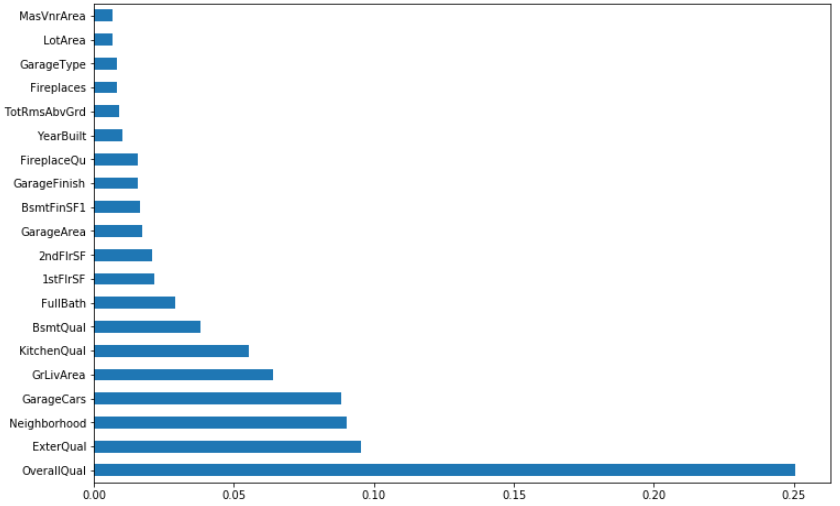 MasVnrArea
LotArea
GarageType
Fireplaces
TotRmsAbvGrd
YearBuilt
FireplaceQu
GarageFinish
BsmtFinSF1
GarageArea
2ndFlrSF
1stFlrSF
FullBath
BsmtQual
KitchenQual
GrLivArea
GarageCars
Neighborhood
ExterQual
OverallQual
0.00 0.05 0.10 0.15 0.20 0.25